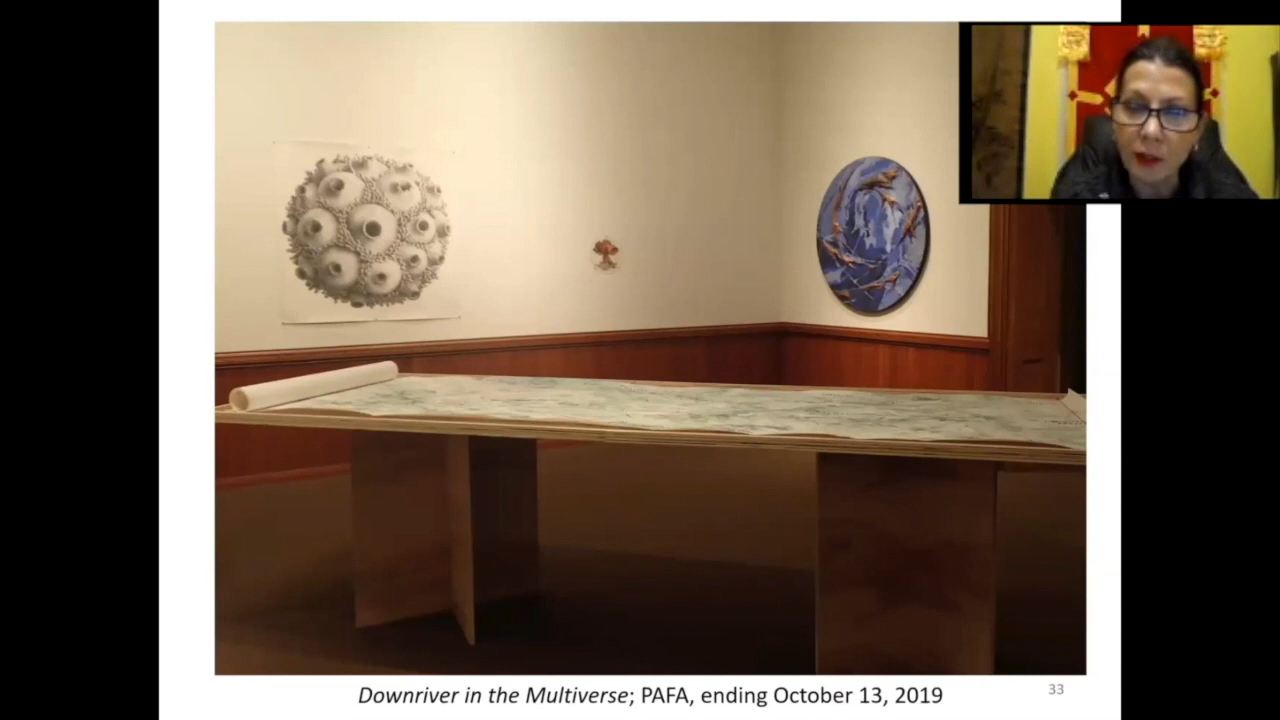 Downriver in the Multiverse; PAFA, ending October 13, 2019
33